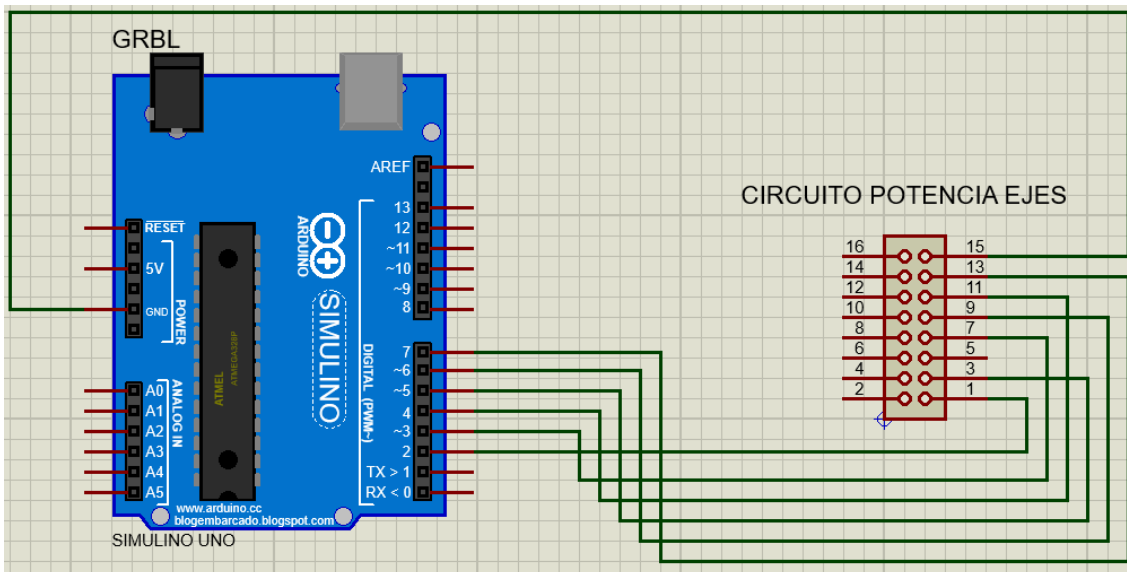 GRBL
AREF
13
12
~11
~10
~9
8
7
~6
~5
4
~3
2
TX > 1
RX < 0
RESET
5V
GND
POWER
A0
A1
A2
A3
A4
A5
ANALOG IN
ATMEL
ATMEGA328P
ARDUINO
SIMULINO
DIGITAL (PWM~)
www.arduino.cc
blogembarcado.blogspot.com
SIMULINO UNO
CIRCUITO POTENCIA EJES
16 15
14 13
12 11
10 9
8 7
6 5
4 3
2 1